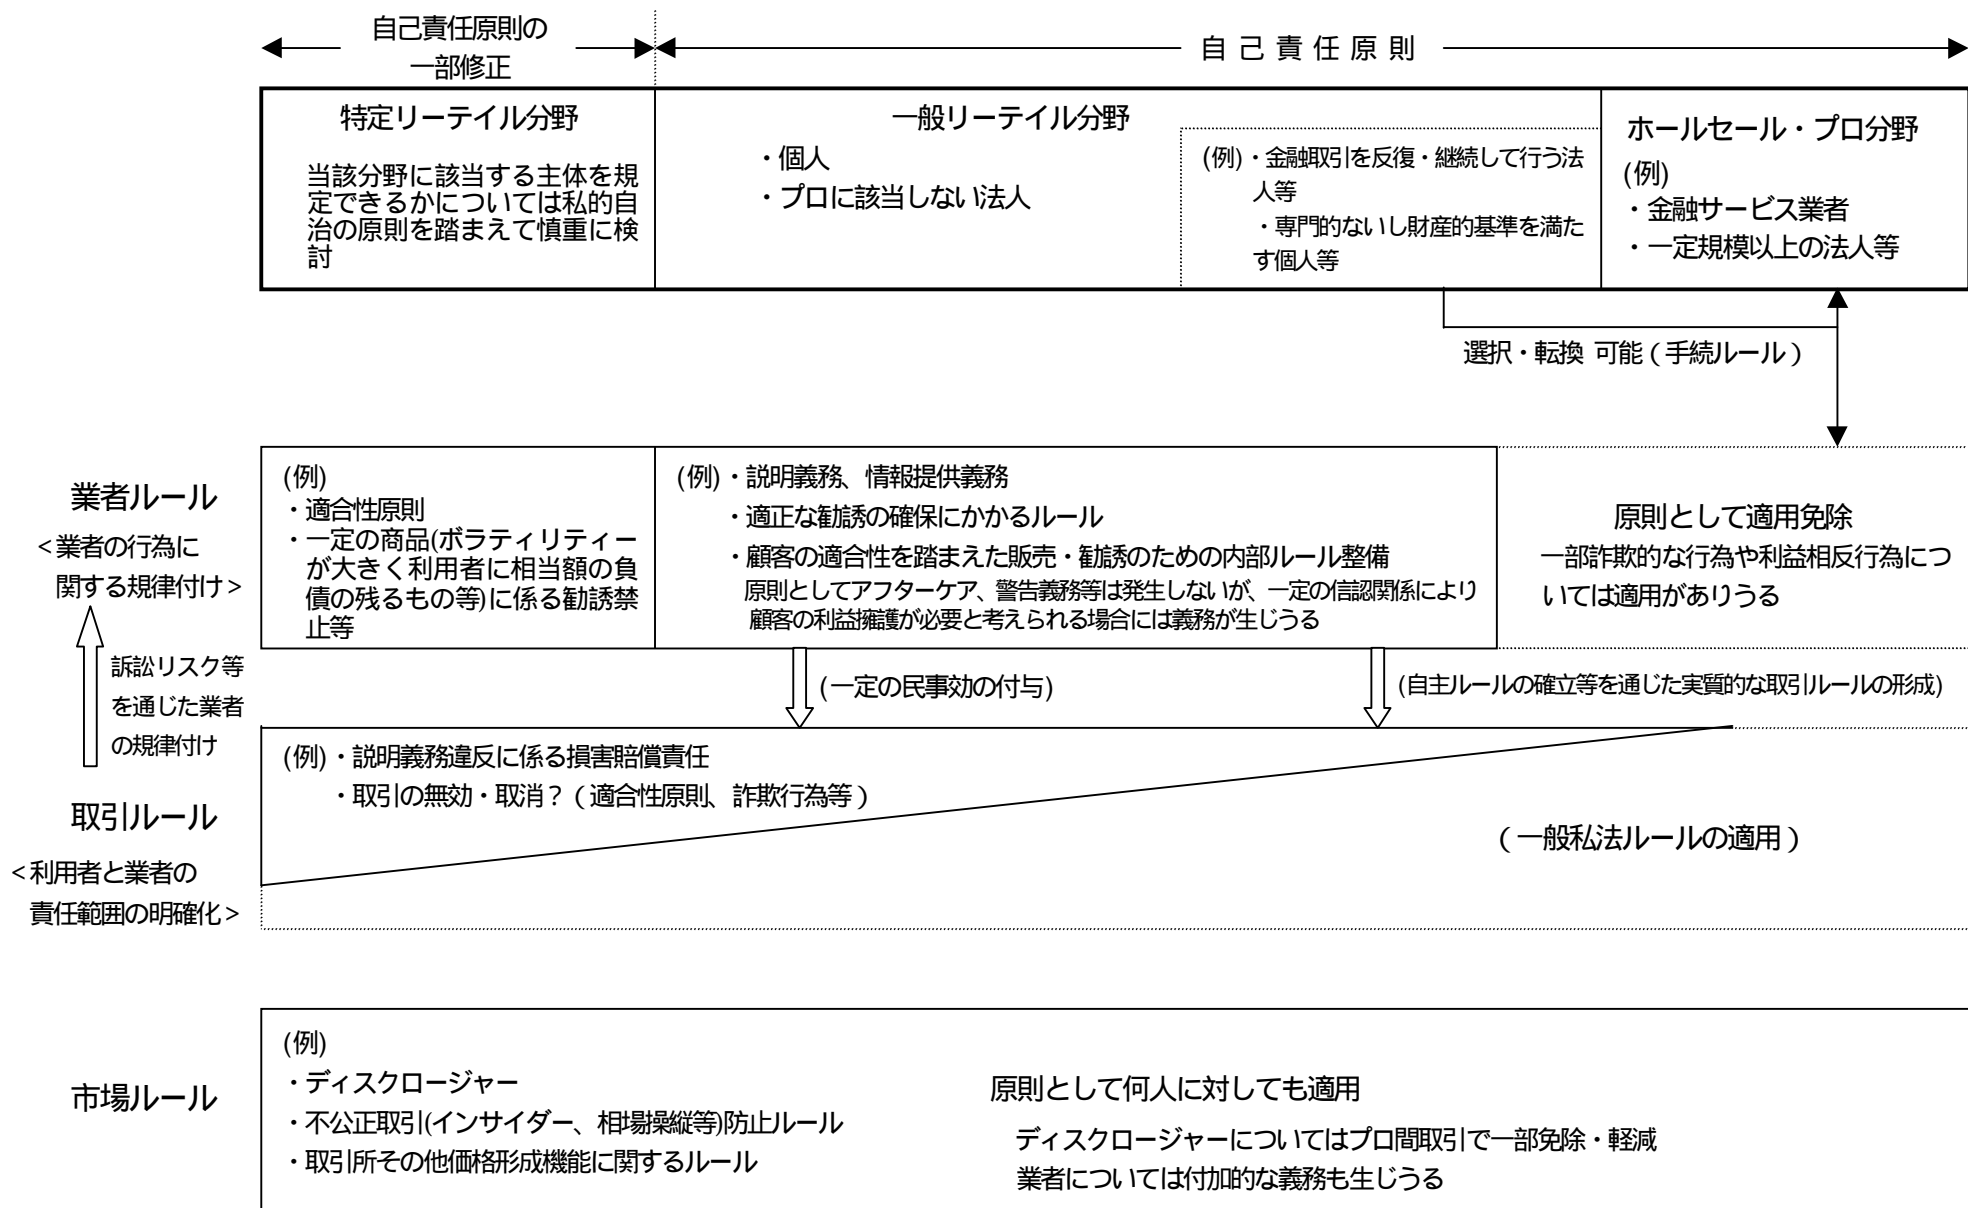 自己責任原則の
一部修正
自己責任原則
特定リーテイル分野
当該分野に該当する主体を規
定できるかについては私的自
治の原則を踏まえて慎重に検
討
一般リーテイル分野
・個人
・プロに該当しない法人
(例)・金融取引を反復・継続して行う法
人等
・専門的ないし財産的基準を満た
す個人等
ホールセール・プロ分野
(例)
・金融サービス業者
・一定規模以上の法人等
選択・転換 可能（手続ルール）
業者ルール
<業者の行為に
関する規律付け>
(例)
・適合性原則
・一定の商品(ボラティリティー
が大きく利用者に相当額の負
債の残るもの等)に係る勧誘禁
止等
(例)・説明義務、情報提供義務
・適正な勧誘の確保にかかるルール
・顧客の適合性を踏まえた販売・勧誘のための内部ルール整備
原則としてアフターケア、警告義務等は発生しないが、一定の信認関係により
顧客の利益擁護が必要と考えられる場合には義務が生じうる
原則として適用免除
一部詐欺的な行為や利益相反行為につ
いては適用がありうる
訴訟リスク等
を通じた業者
の規律付け
(一定の民事効の付与)
(自主ルールの確立等を通じた実質的な取引ルールの形成)
取引ルール
<利用者と業者の
責任範囲の明確化>
(例)・説明義務違反に係る損害賠償責任
・取引の無効・取消？（適合性原則、詐欺行為等）
（一般私法ルールの適用）
市場ルール
(例)
・ディスクロージャー
・不公正取引(インサイダー、相場操縦等)防止ルール
・取引所その他価格形成機能に関するルール
原則として何人に対しても適用
ディスクロージャーについてはプロ間取引で一部免除・軽減
業者については付加的な義務も生じうる